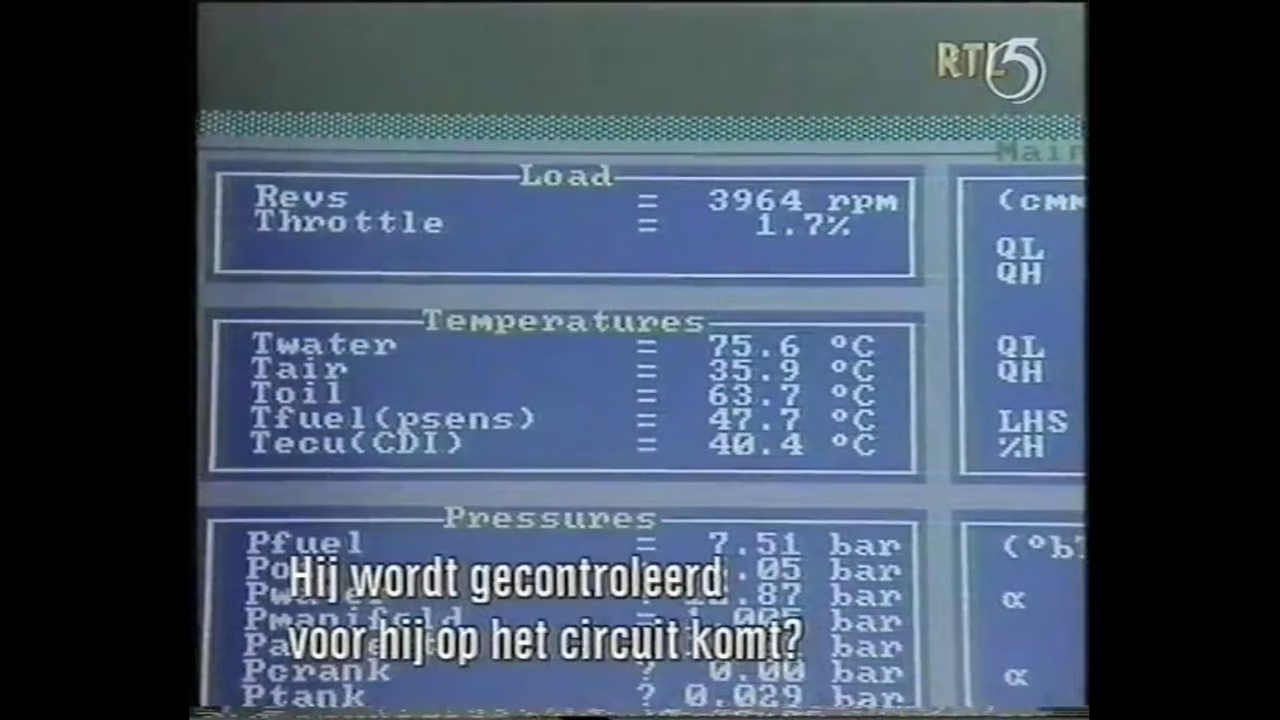 RTL5
Main
Load
Revs = 3964 rpm
Throttle = 1.7%
(cmm
QL
QH
Temperatures
Twater = 75.6 °C
Tair = 35.9 °C
Toil = 63.7 °C
Tfuel(psens) = 47.7 °C
Tecu(CDI) = 40.4 °C
QL
QH
LHS
%H
Pressures
Pfuel = 7.51 bar
.05 bar
.87 bar
Pmanifold bar
bar
Pcrank ? 0.00 bar
Ptank ? 0.029 bar
α
α
Hij wordt gecontroleerd
voor hij op het circuit komt?